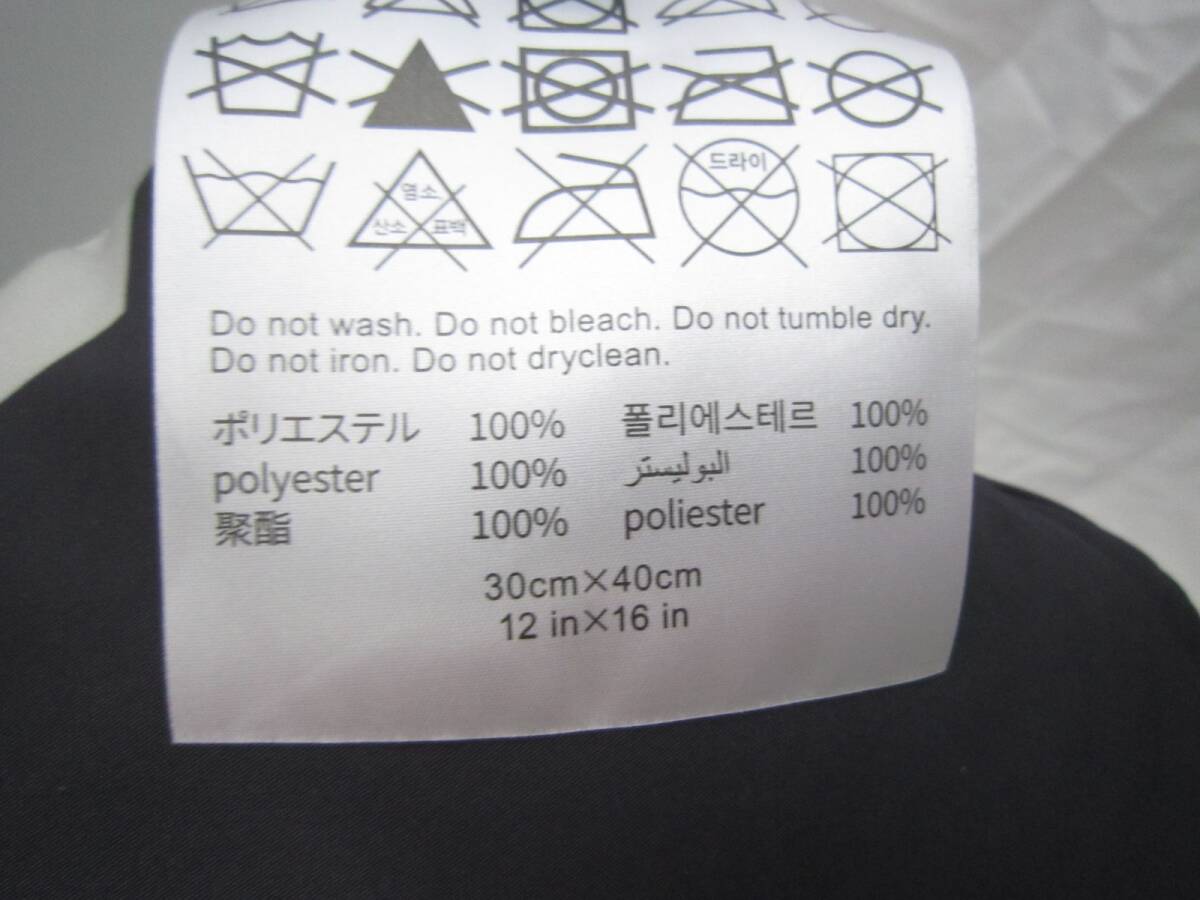 드라이
염소
산소 표백
Do not wash. Do not bleach. Do not tumble dry.
Do not iron. Do not dryclean.
ポリエステル 100% 폴리에스테르 100%
polyester 100% البوليستر 100%
聚酯 100% poliester 100%
30cm×40cm
12 in×16 in